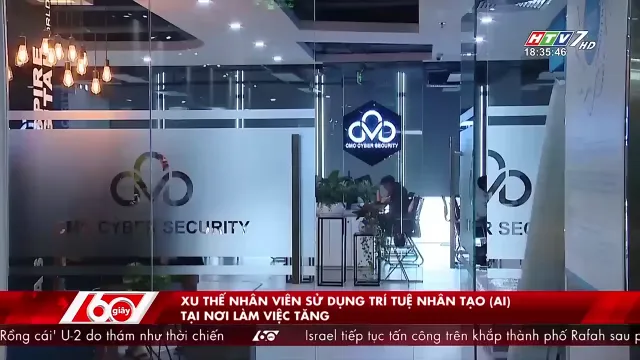 HTV7 HD
18:35:46
CMC CYBER SECURITY
CMC CYBER SECURITY
XU THẾ NHÂN VIÊN SỬ DỤNG TRÍ TUỆ NHÂN TẠO (AI)
TẠI NƠI LÀM VIỆC TĂNG
60 giây
Rồng cái' U-2 do thám như thời chiến 60 Israel tiếp tục tấn công trên khắp thành phố Rafah sau p